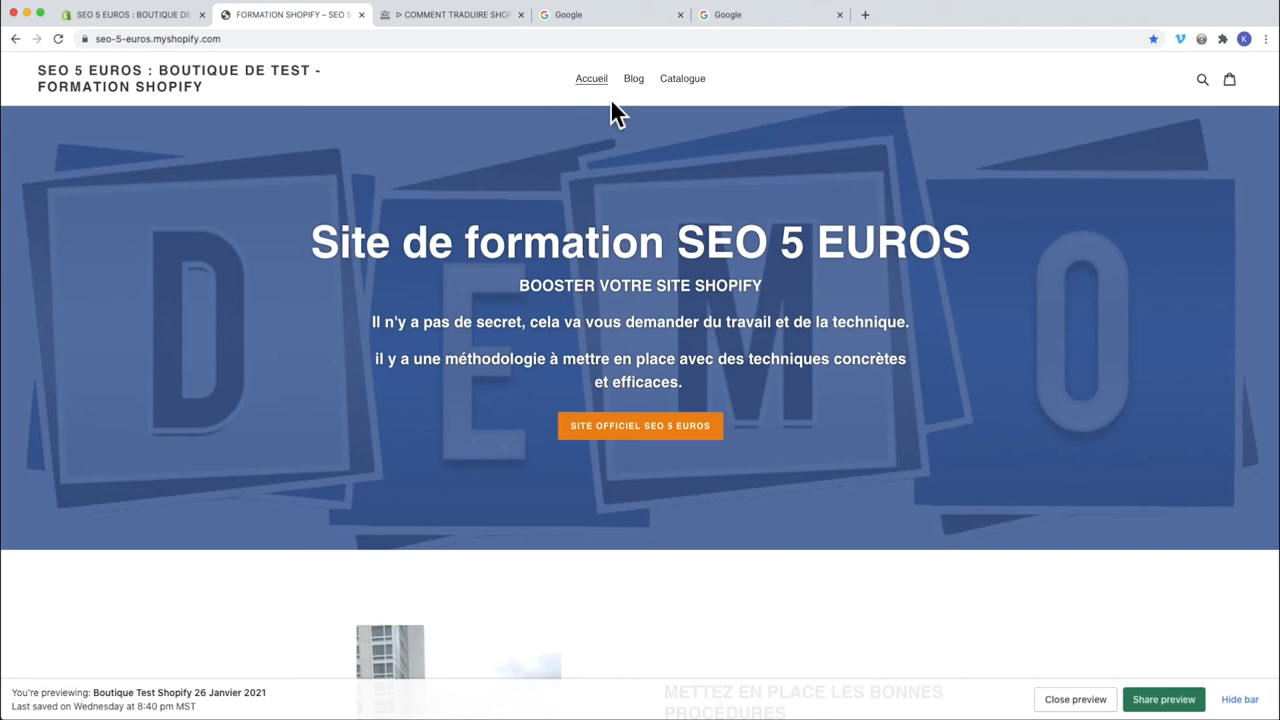 SEO 5 EUROS : BOUTIQUE DE
FORMATION SHOPIFY – SEO 5
▷ COMMENT TRADUIRE SHOP
Google
Google
seo-5-euros.myshopify.com
K
SEO 5 EUROS : BOUTIQUE DE TEST -
FORMATION SHOPIFY
Accueil
Blog
Catalogue
DEMO
Site de formation SEO 5 EUROS
BOOSTER VOTRE SITE SHOPIFY
Il n'y a pas de secret, cela va vous demander du travail et de la technique.
il y a une méthodologie à mettre en place avec des techniques concrètes
et efficaces.
SITE OFFICIEL SEO 5 EUROS
METTEZ EN PLACE LES BONNES
PROCÉDURES
You're previewing: Boutique Test Shopify 26 Janvier 2021
Last saved on Wednesday at 8:40 pm MST
Close preview
Share preview
Hide bar